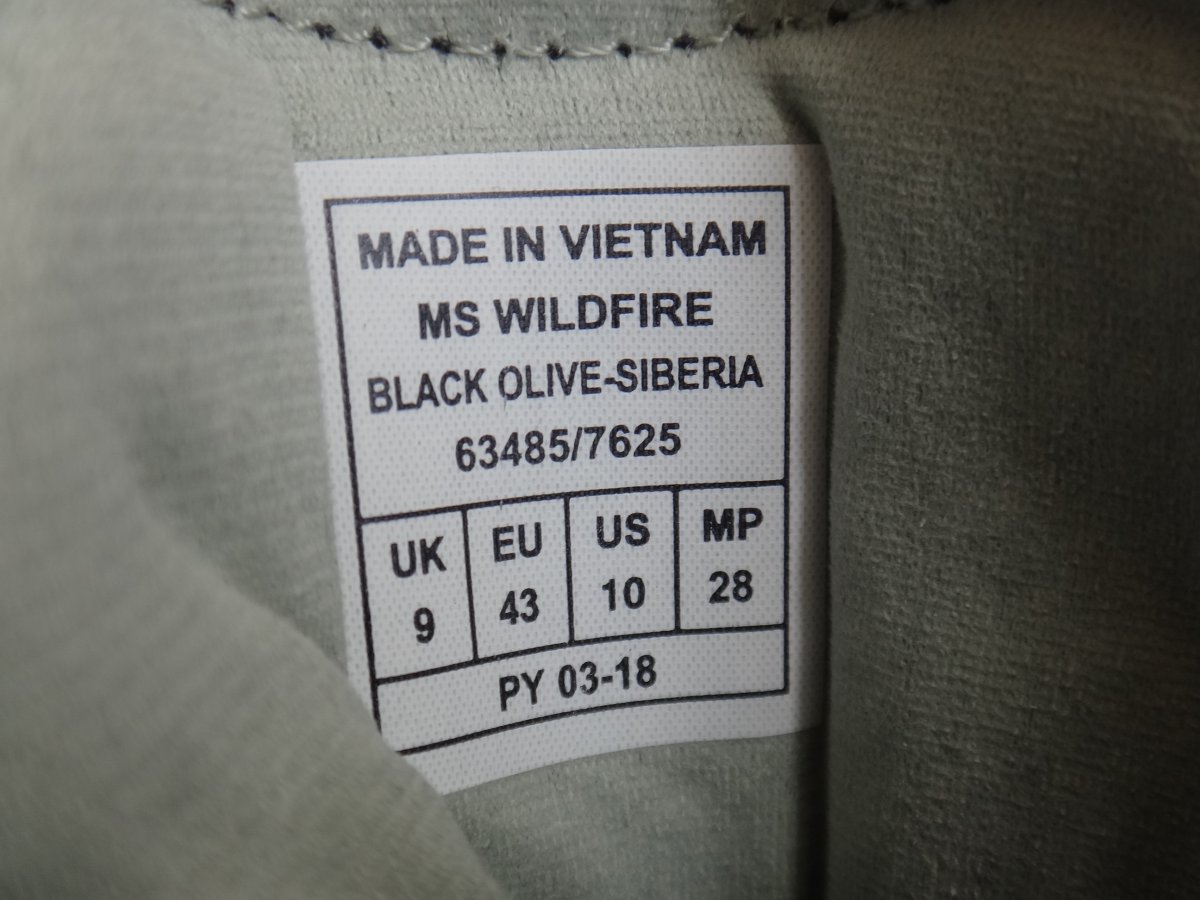 MADE IN VIETNAM
MS WILDFIRE
BLACK OLIVE-SIBERIA
63485/7625
UK EU US MP
9 43 10 28
PY 03-18